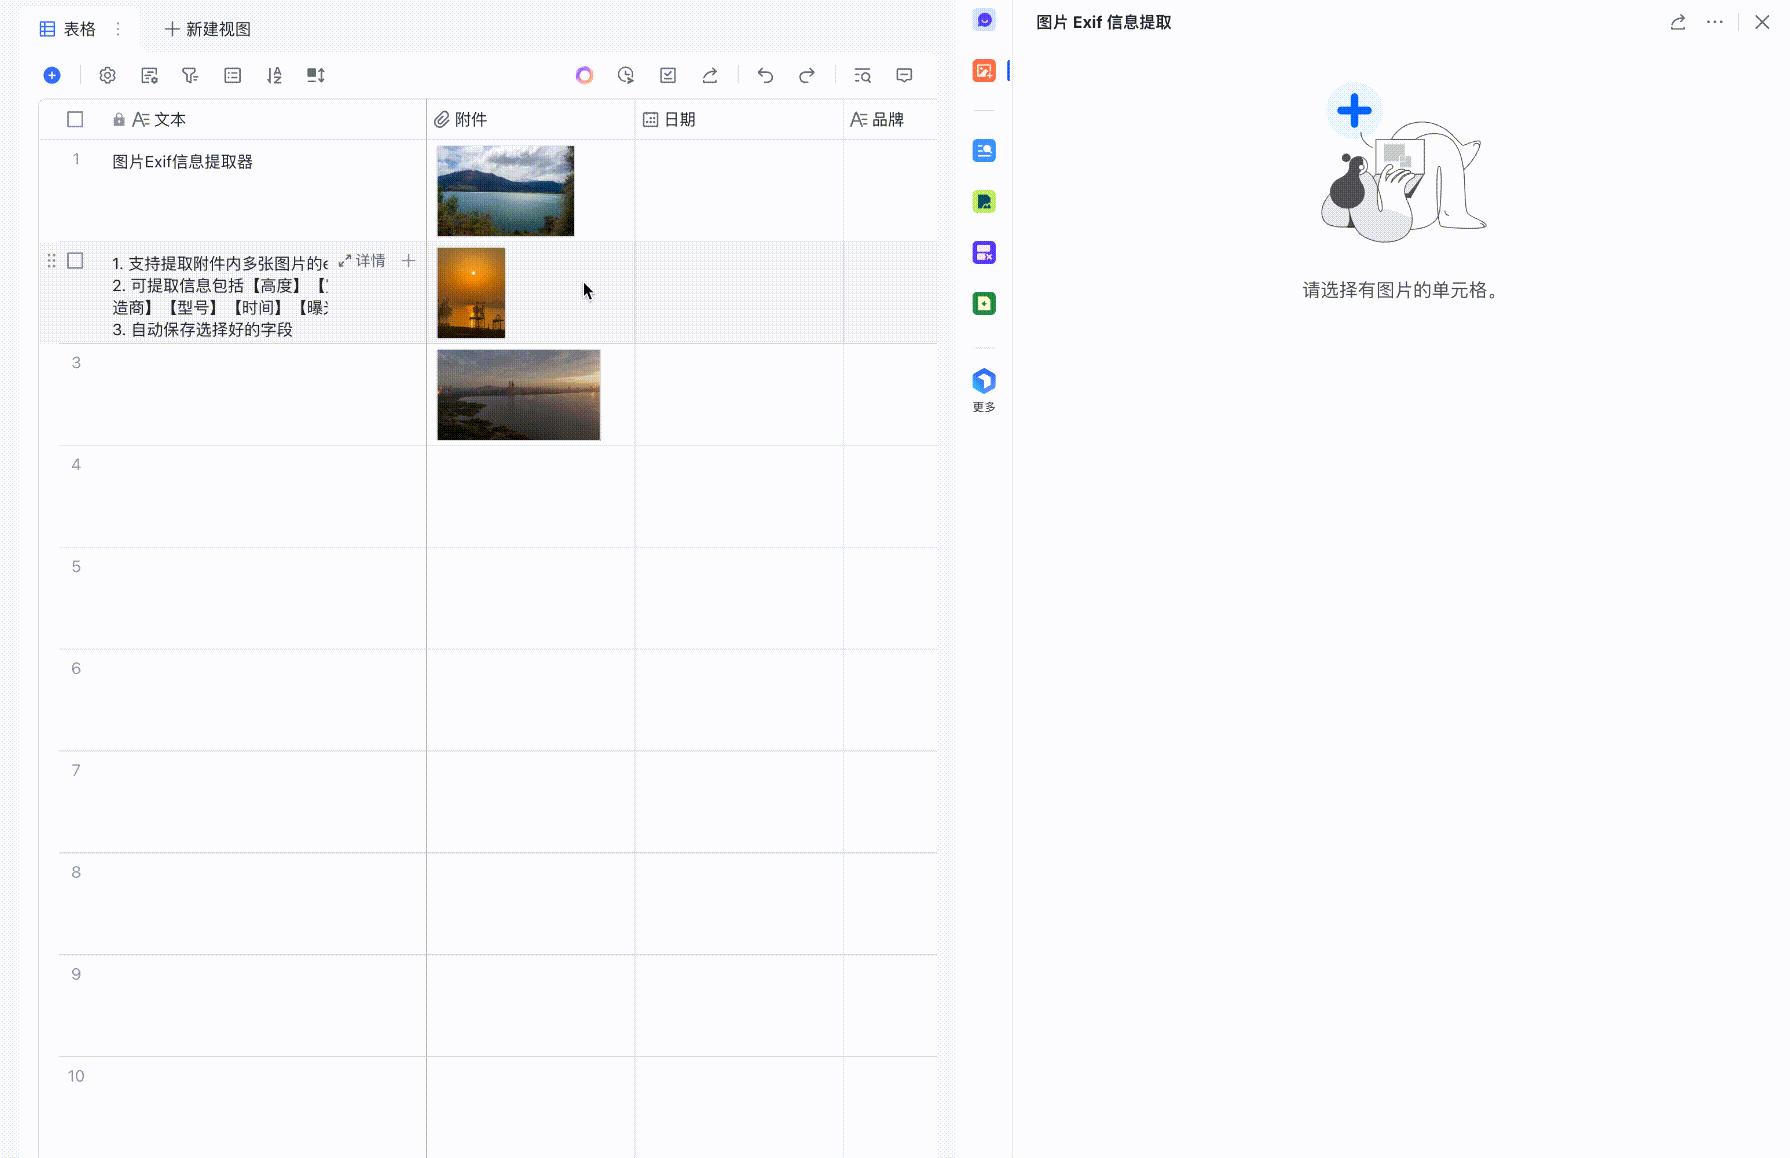 表格
新建视图
文本
附件
日期
品牌
1
图片Exif信息提取器
1. 支持提取附件内多张图片的
详情
2. 可提取信息包括【高度】【
造商】【型号】【时间】【曝
3. 自动保存选择好的字段
3
4
5
6
7
8
9
10
更多
图片 Exif 信息提取
请选择有图片的单元格。